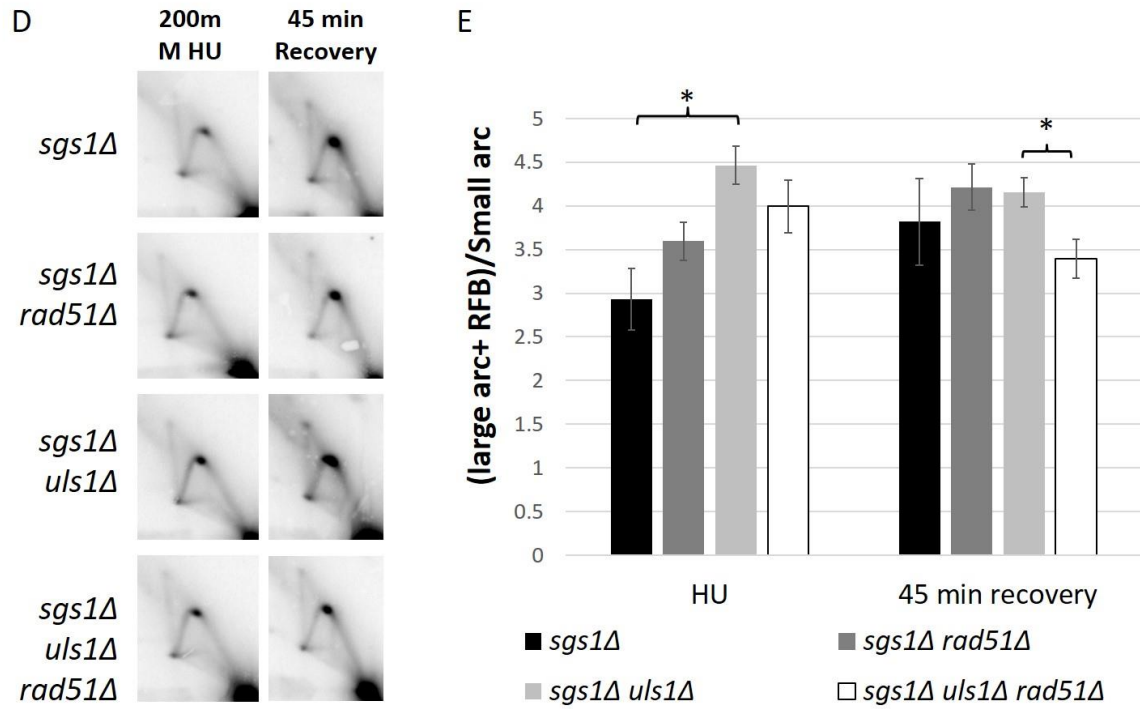 D
200m
M HU
45 min
Recovery
sgs1Δ
sgs1Δ
rad51Δ
sgs1Δ
uls1Δ
sgs1Δ
uls1Δ
rad51Δ
E
(large arc+ RFB)/Small arc
5
4.5
4
3.5
3
2.5
2
1.5
1
0.5
0
*
*
HU
45 min recovery
sgs1Δ
sgs1Δ rad51Δ
sgs1Δ uls1Δ
sgs1Δ uls1Δ rad51Δ